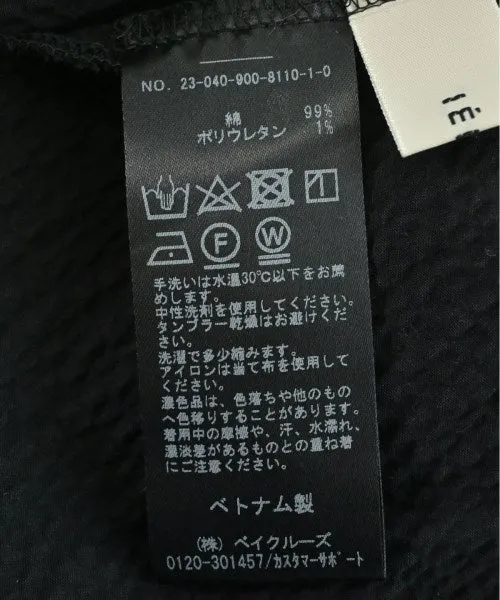 NO. 23-040-900-8110-1-0
綿 99%
ポリウレタン 1%
F W
手洗いは水温30℃以下をお薦
めします。
中性洗剤を使用してください。
タンブラー乾燥はお避けくだ
さい。
洗濯で多少縮みます。
アイロンは当て布を使用して
ください。
濃色品は、色落ちや他のもの
へ色移りすることがあります。
着用中の摩擦や、汗、水濡れ、
濃淡差があるものとの重ね着
にご注意ください。
ベトナム製
(株) ベイクルーズ
0120-301457/カスタマーサポート